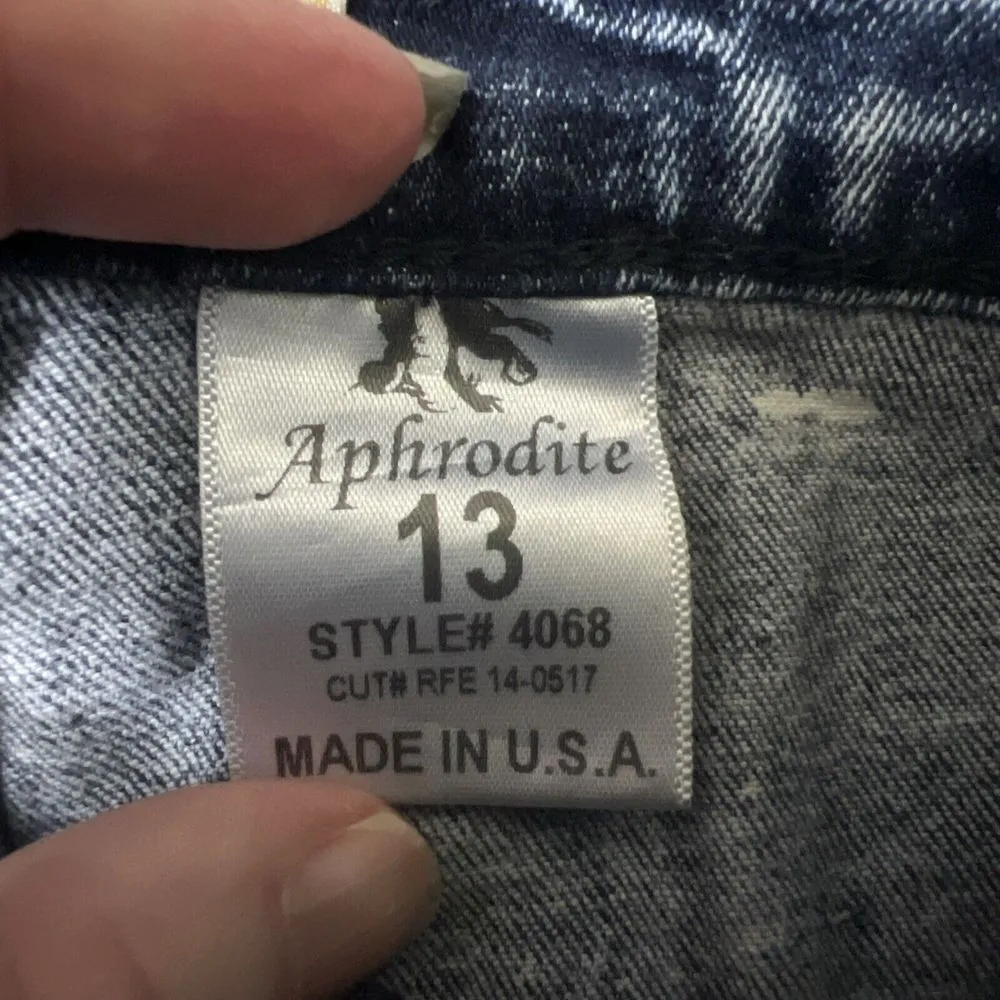 Aphrodite
13
STYLE# 4068
CUT# RFE 14-0517
MADE IN U.S.A.